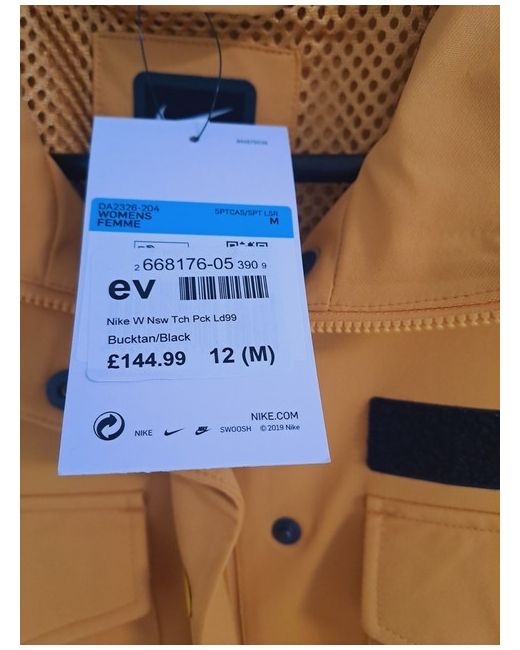 DA2326-204
WOMENS SPTCAS/SPT LSR
FEMME M
2 668176-05 390 9
ev
Nike W Nsw Tch Pck Ld99
Bucktan/Black
£144.99 12 (M)
NIKE.COM
NIKE SWOOSH © 2019 Nike